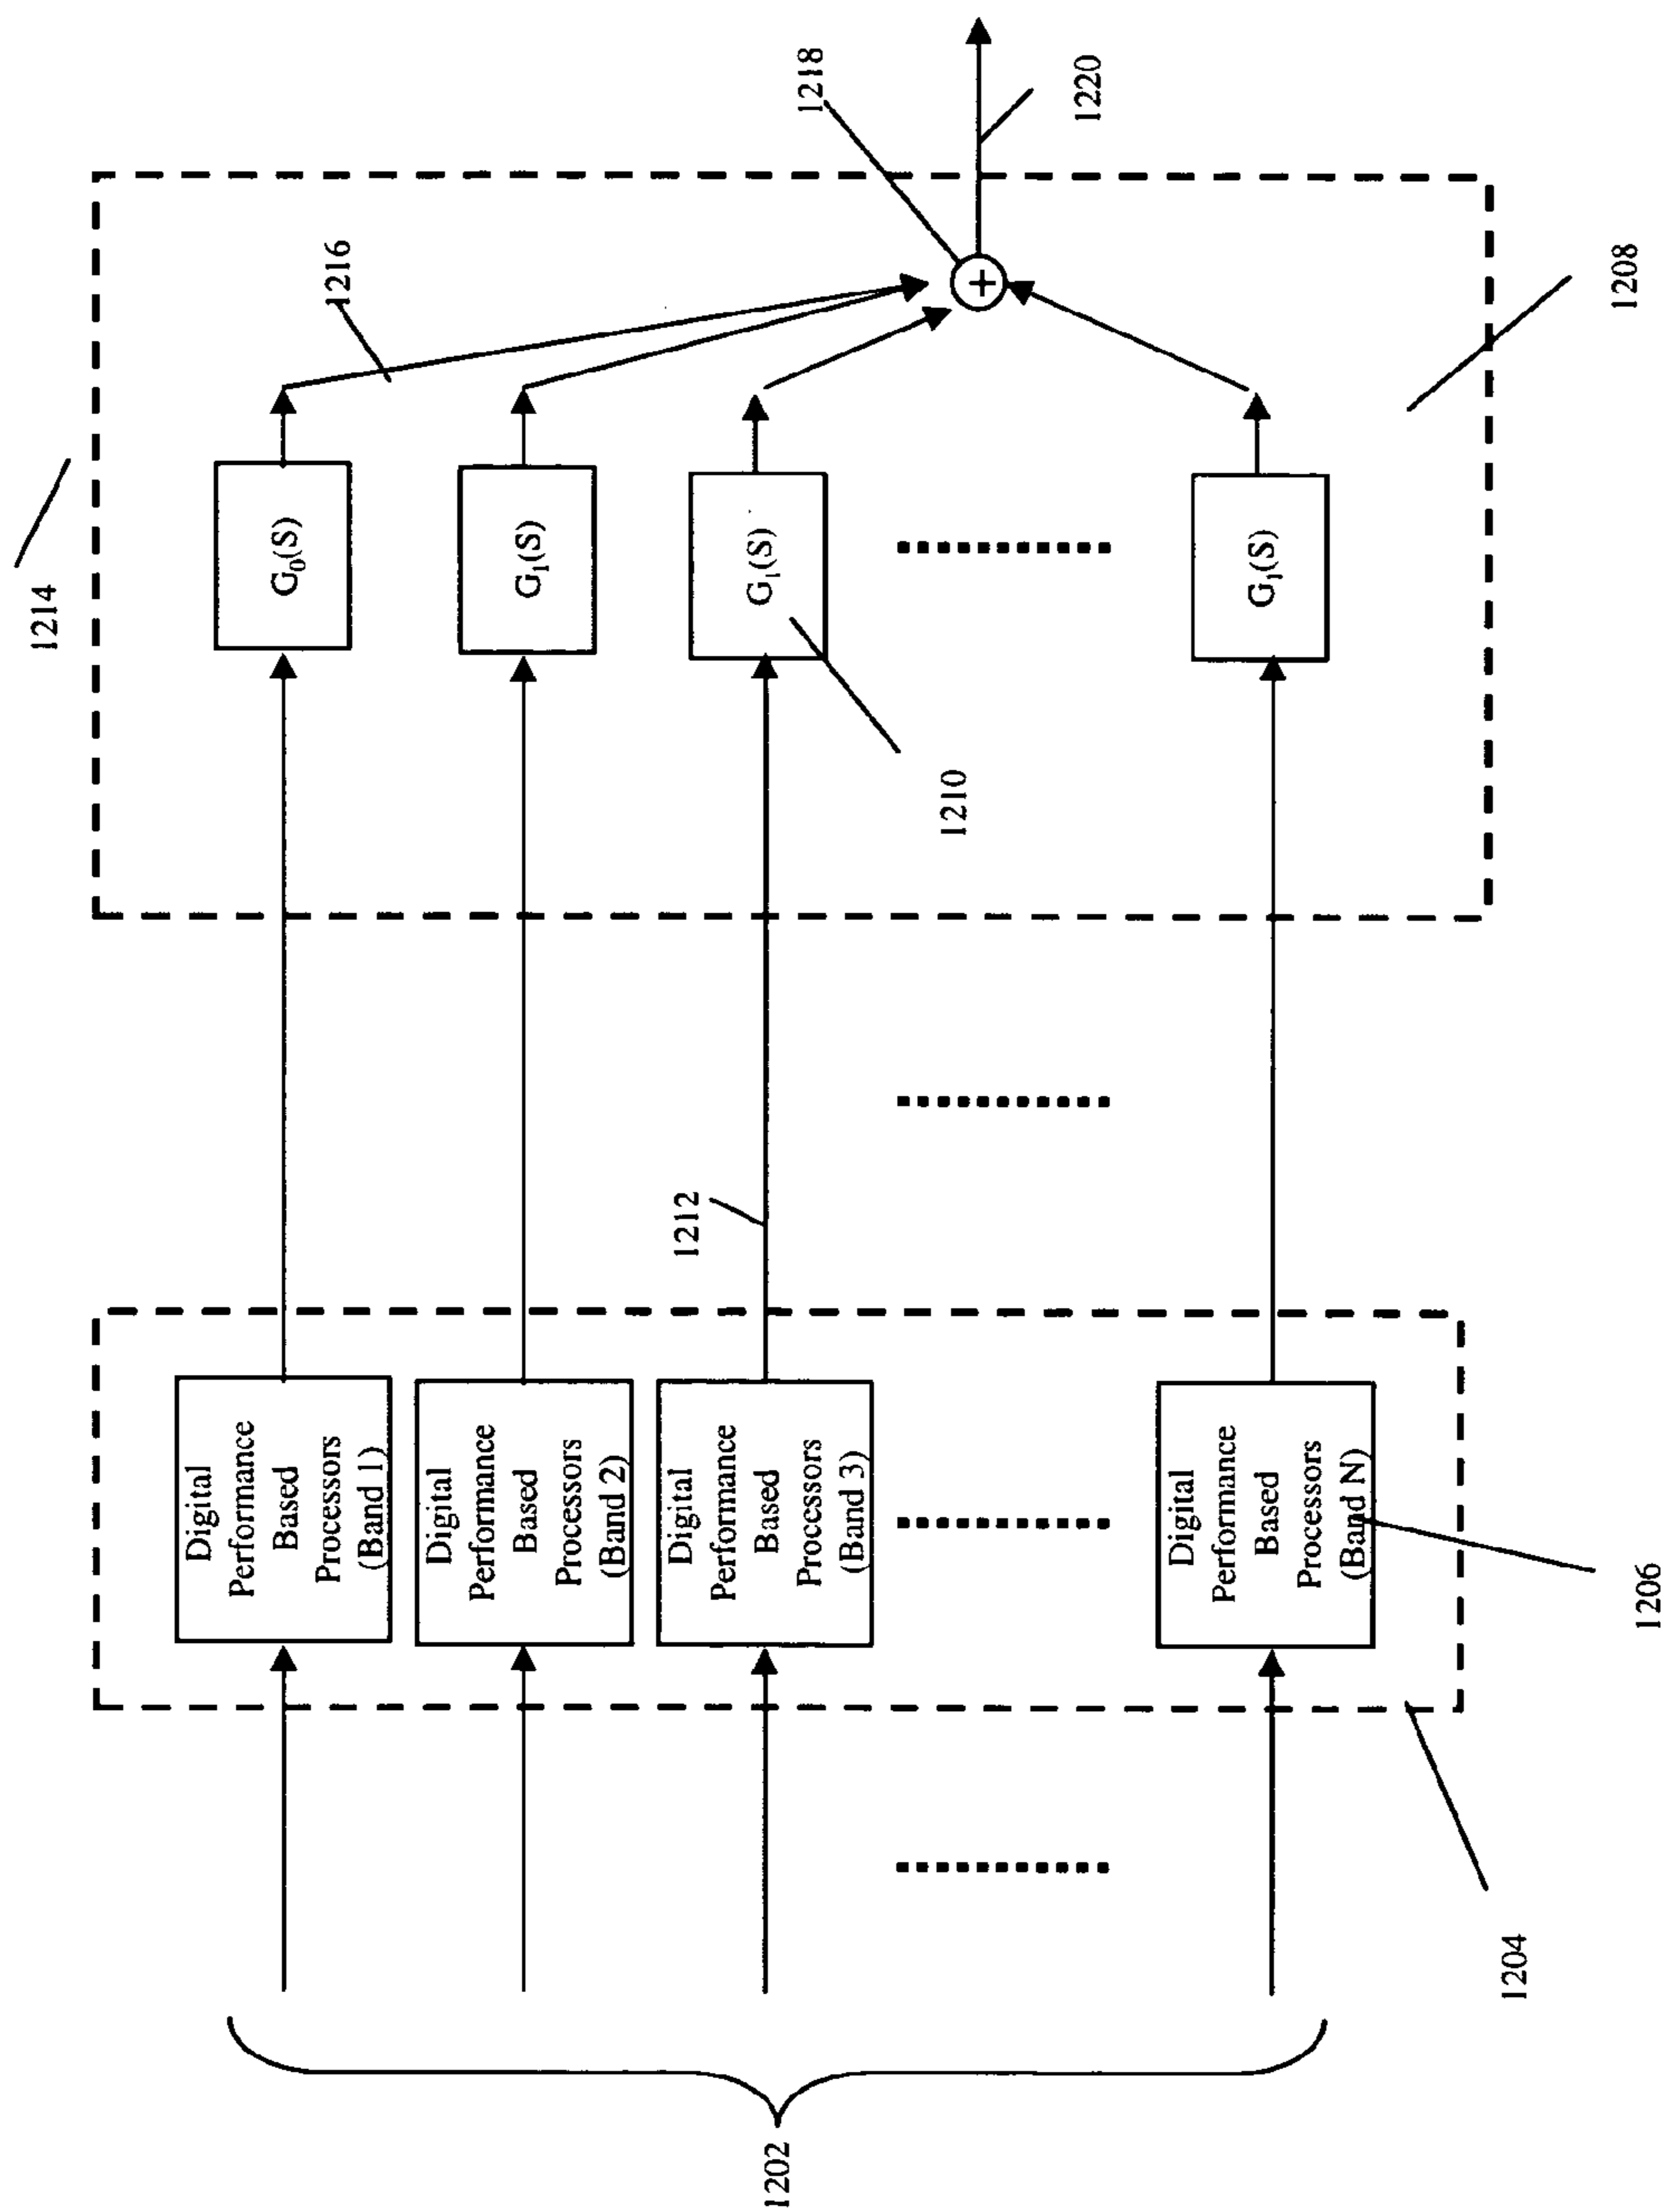 1214
Digital
Performance
Based
Processors
(Band 1)
G₀(S)
1216
Digital
Performance
Based
Processors
(Band 2)
G₁(S)
1212
Digital
Performance
Based
Processors
(Band 3)
G₁(S)
1202
1218
1210
+
1220
Digital
Performance
Based
Processors
(Band N)
G₁(S)
1204
1206
1208